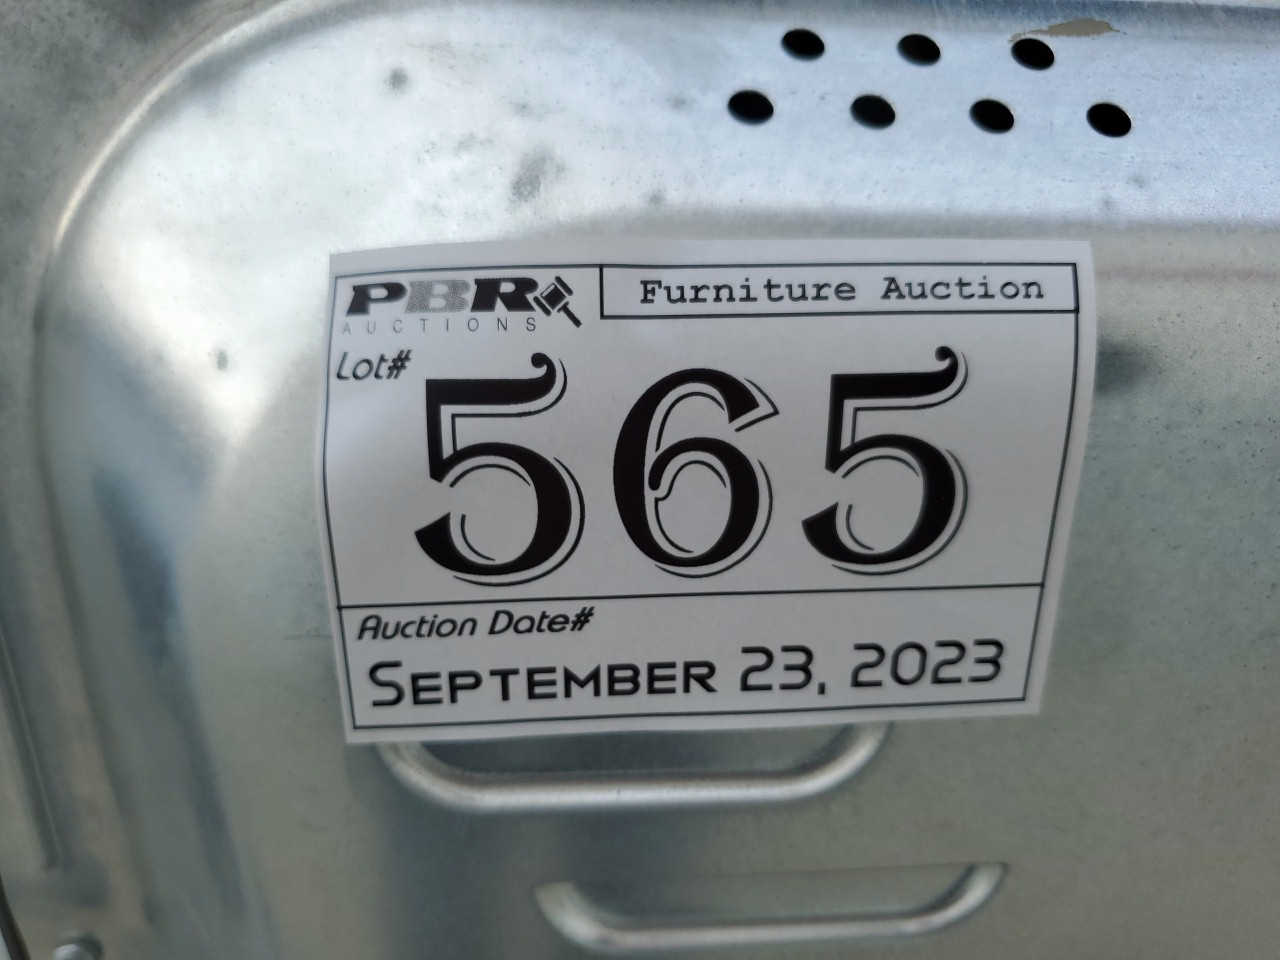 PBR
AUCTIONS
Furniture Auction
Lot#
565
Auction Date#
SEPTEMBER 23, 2023